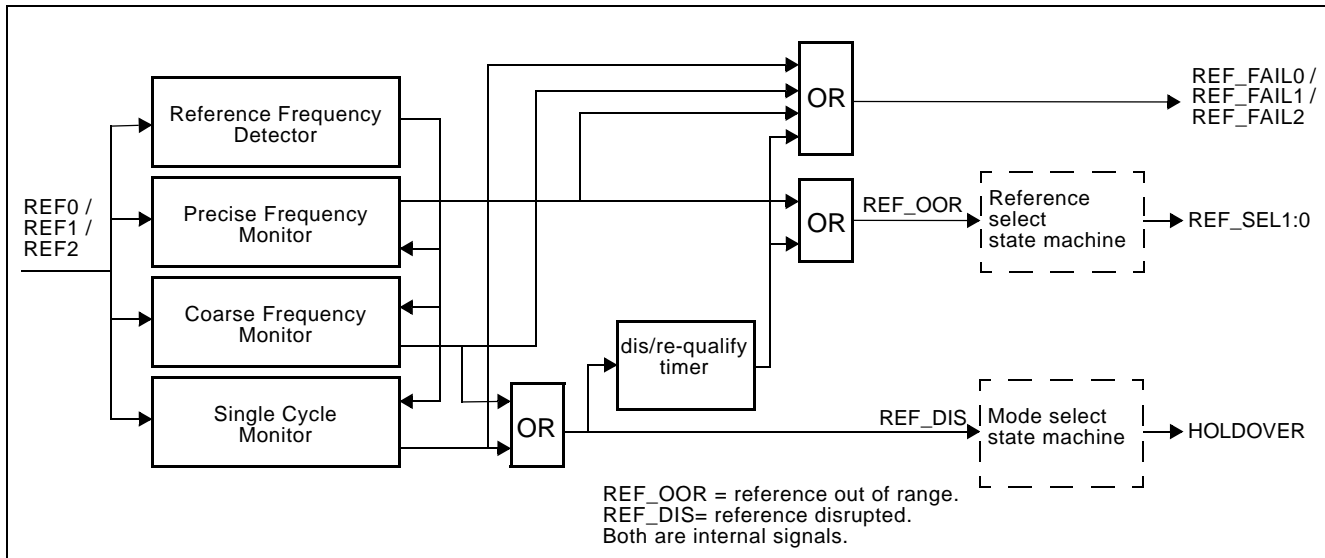 Reference Frequency
Detector
Precise Frequency
Monitor
Coarse Frequency
Monitor
Single Cycle
Monitor
REF0 /
REF1 /
REF2
OR
dis/re-qualify
timer
OR
OR
REF_OOR
REF_DIS
Reference
select
state machine
Mode select
state machine
REF_FAIL0 /
REF_FAIL1 /
REF_FAIL2
REF_SEL1:0
HOLDOVER
REF_OOR = reference out of range.
REF_DIS= reference disrupted.
Both are internal signals.